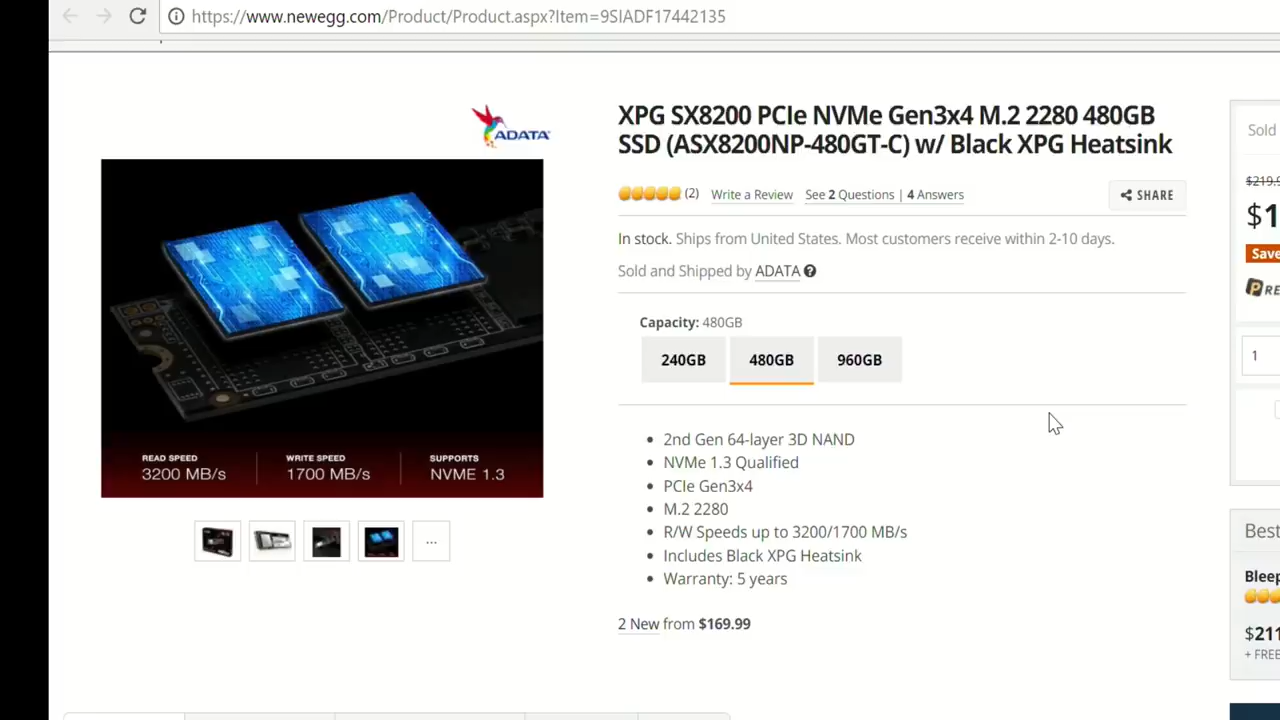 https://www.newegg.com/Product/Product.aspx?Item=9SIADF17442135
ADATA
XPG SX8200 PCIe NVMe Gen3x4 M.2 2280 480GB
SSD (ASX8200NP-480GT-C) w/ Black XPG Heatsink
(2) Write a Review See 2 Questions | 4 Answers
SHARE
In stock. Ships from United States. Most customers receive within 2-10 days.
Sold and Shipped by ADATA ?
Capacity: 480GB
240GB 480GB 960GB
READ SPEED
3200 MB/s
WRITE SPEED
1700 MB/s
SUPPORTS
NVME 1.3
...
• 2nd Gen 64-layer 3D NAND
• NVMe 1.3 Qualified
• PCIe Gen3x4
• M.2 2280
• R/W Speeds up to 3200/1700 MB/s
• Includes Black XPG Heatsink
• Warranty: 5 years
2 New from $169.99
Sold
$1
Save
1
Best
$211
+ FREE